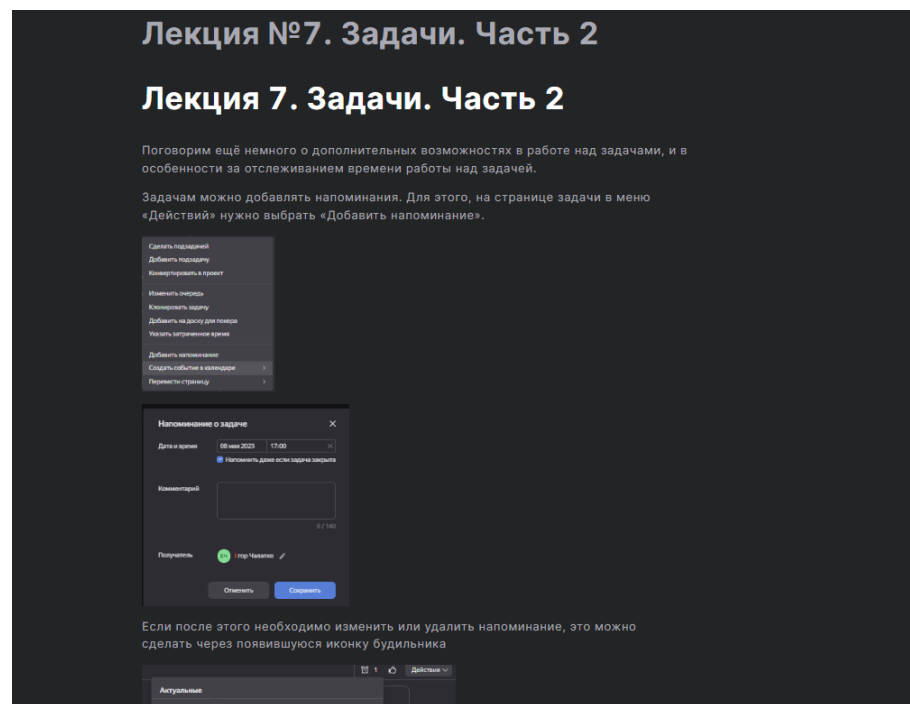 Лекция №7. Задачи. Часть 2
Лекция 7. Задачи. Часть 2
Поговорим ещё немного о дополнительных возможностях в работе над задачами, и в
особенности за отслеживанием времени работы над задачей.
Задачам можно добавлять напоминания. Для этого, на странице задачи в меню
«Действий» нужно выбрать «Добавить напоминание».
Сделать подзадачей
Добавить подзадачу
Конвертировать в проект
Изменить очередь
Клонировать задачу
Добавить на доску для покера
Указать затраченное время
Добавить напоминание
Создать событие в календаре
Перевести страницу
Напоминание о задаче
Дата и время 08 мая 2023 17:00
Напомнить даже если задача закрыта
Комментарий
0 / 140
Получатель
Отменить Сохранить
Если после этого необходимо изменить или удалить напоминание, это можно
сделать через появившуюся иконку будильника
1 Действия
Актуальные